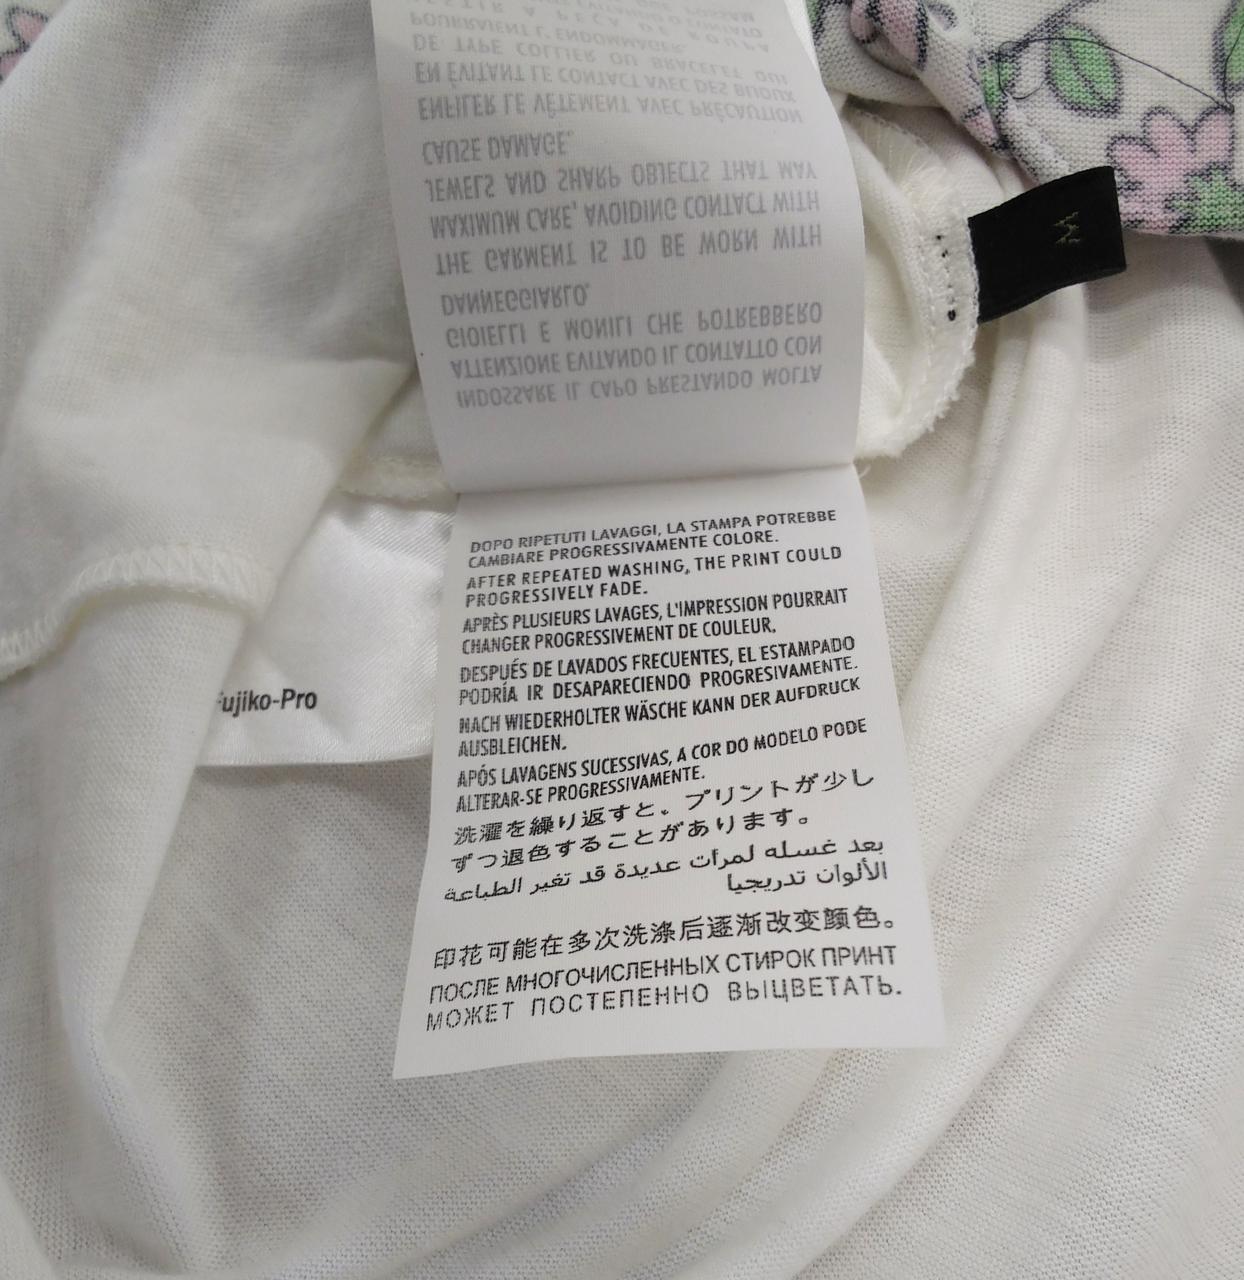 POURRAIENT L'ENDOMMAGER.
DE TYPE COLLIER OU BRACELET QUI
EN ÉVITANT LE CONTACT AVEC DES BIJOUX
ENFILER LE VÊTEMENT AVEC PRÉCAUTION
CAUSE DAMAGE.
JEWELS AND SHARP OBJECTS THAT MAY
MAXIMUM CARE, AVOIDING CONTACT WITH
THE GARMENT IS TO BE WORN WITH
DANNEGGIARLO.
GIOIELLI E MONILI CHE POTREBBERO
ATTENZIONE EVITANDO IL CONTATTO CON
INDOSSARE IL CAPO PRESTANDO MOLTA
M
DOPO RIPETUTI LAVAGGI, LA STAMPA POTREBBE
CAMBIARE PROGRESSIVAMENTE COLORE.
AFTER REPEATED WASHING, THE PRINT COULD
PROGRESSIVELY FADE.
APRÈS PLUSIEURS LAVAGES, L'IMPRESSION POURRAIT
CHANGER PROGRESSIVEMENT DE COULEUR.
DESPUÉS DE LAVADOS FRECUENTES, EL ESTAMPADO
PODRÍA IR DESAPARECIENDO PROGRESIVAMENTE.
NACH WIEDERHOLTER WÄSCHE KANN DER AUFDRUCK
AUSBLEICHEN.
APÓS LAVAGENS SUCESSIVAS, A COR DO MODELO PODE
ALTERAR-SE PROGRESSIVAMENTE.
洗濯を繰り返すと、プリントが少し
ずつ退色することがあります。
بعد غسله لمرات عديدة قد تغير الطباعة
الألوان تدريجيا
印花可能在多次洗涤后逐渐改变颜色。
ПОСЛЕ МНОГОЧИСЛЕННЫХ СТИРОК ПРИНТ
МОЖЕТ ПОСТЕПЕННО ВЫЦВЕТАТЬ.
Fujiko-Pro